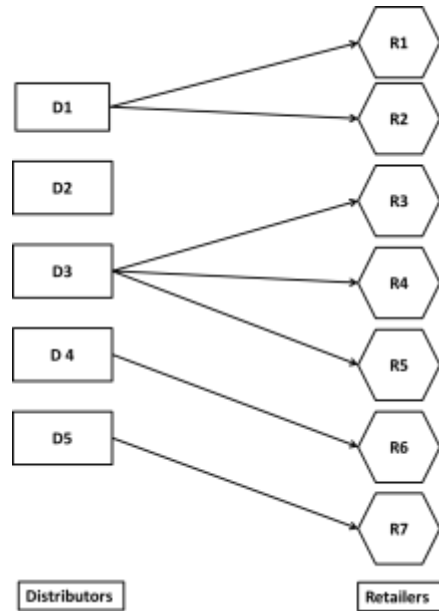 R1
D1
R2
D2
R3
D3
R4
D 4
R5
D5
R6
R7
Distributors
Retailers